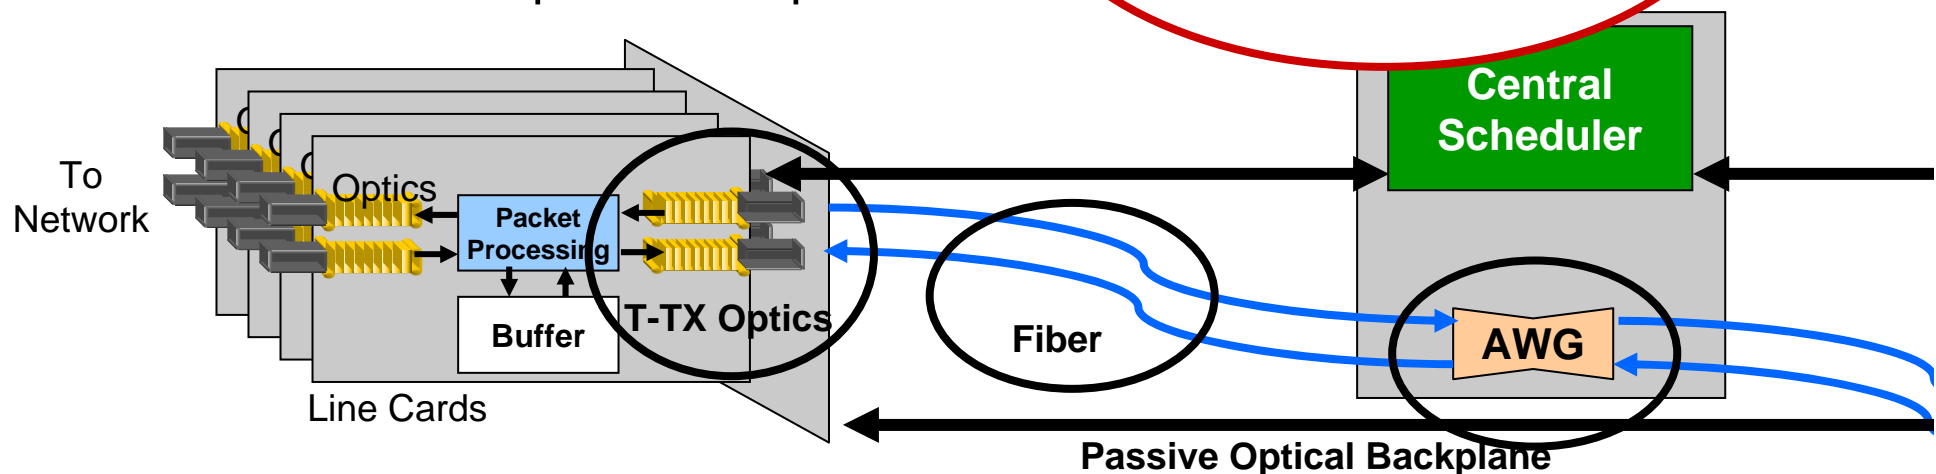 Central
Scheduler
To
Network
Optics
Packet
Processing
Buffer
T-TX Optics
Fiber
AWG
Line Cards
Passive Optical Backplane